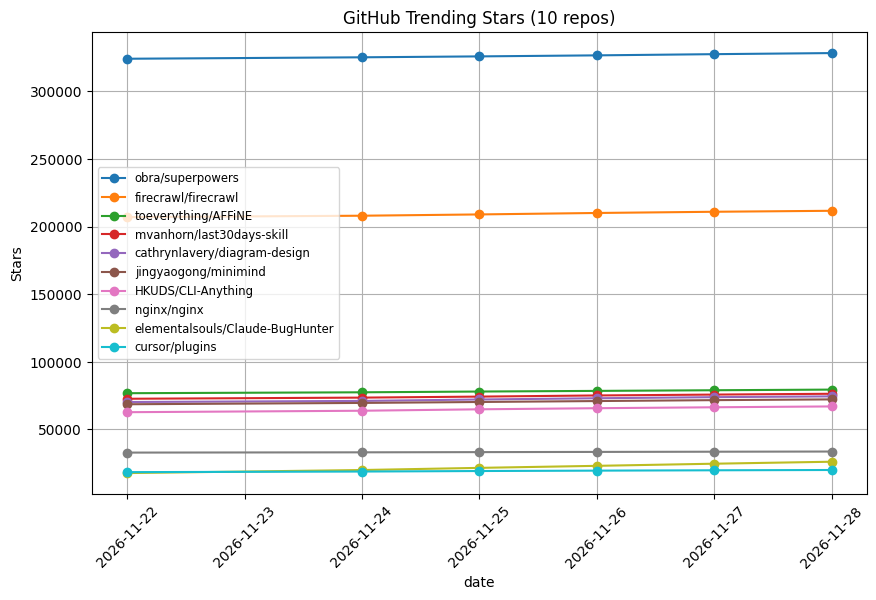 GitHub Trending Stars (10 repos)
Stars
300000
250000
200000
150000
100000
50000
obra/superpowers
firecrawl/firecrawl
toeverything/AFFiNE
mvanhorn/last30days-skill
cathrynlavery/diagram-design
jingyaogong/minimind
HKUDS/CLI-Anything
nginx/nginx
elementalsouls/Claude-BugHunter
cursor/plugins
2026-11-22
2026-11-23
2026-11-24
2026-11-25
2026-11-26
2026-11-27
2026-11-28
date